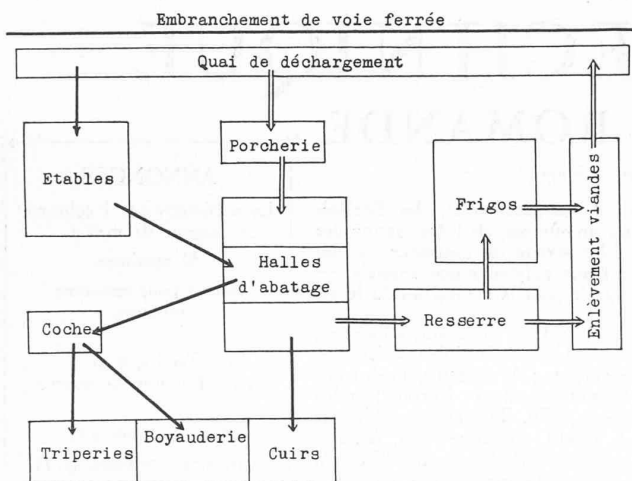 Embranchement de voie ferrée
Quai de déchargement
Porcherie
Etables
Frigos
Enlèvement viandes
Halles
d'abatage
Coche
Resserre
Triperies
Boyauderie
Cuirs